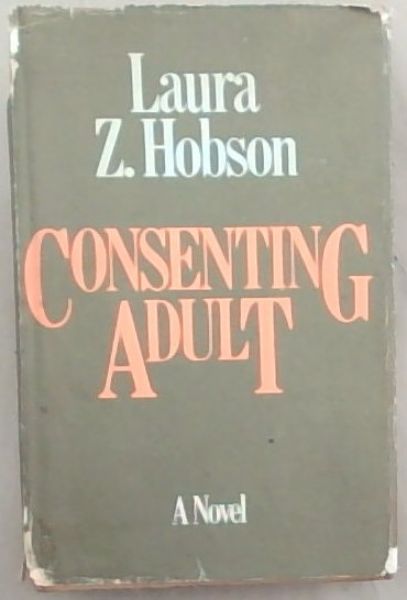 Laura
Z. Hobson
CONSENTING
ADULT
A Novel